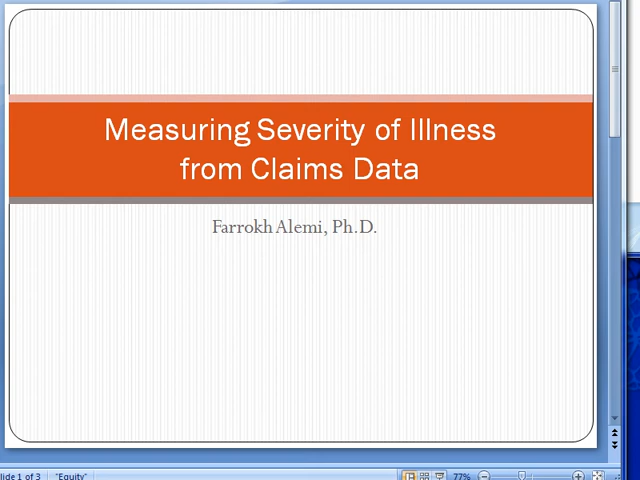 Measuring Severity of Illness
from Claims Data
Farrokh Alemi, Ph.D.
lide 1 of 3 "Equity" 77%